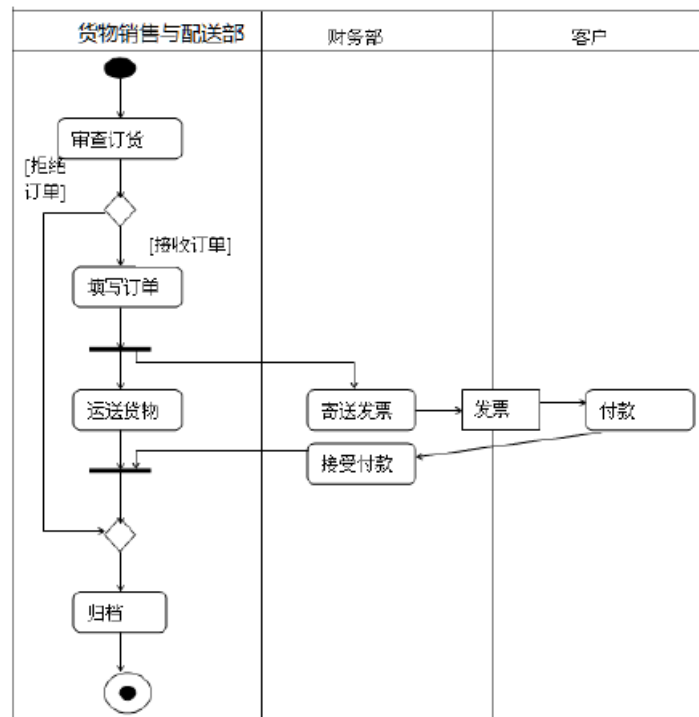 货物销售与配送部
财务部
客户
审查订货
[拒绝
订单]
[接收订单]
填写订单
运送货物
寄送发票
发票
付款
接受付款
归档